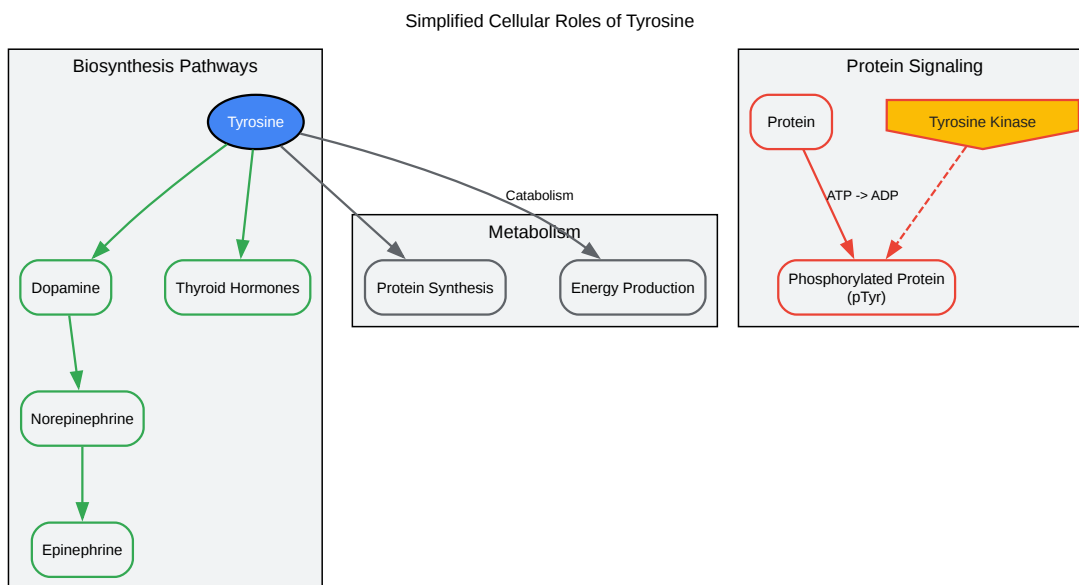 Simplified Cellular Roles of Tyrosine
Biosynthesis Pathways
Protein Signaling
Tyrosine
Protein
Tyrosine Kinase
Catabolism
ATP -> ADP
Metabolism
Dopamine
Thyroid Hormones
Protein Synthesis
Energy Production
Phosphorylated Protein
(pTyr)
Norepinephrine
Epinephrine